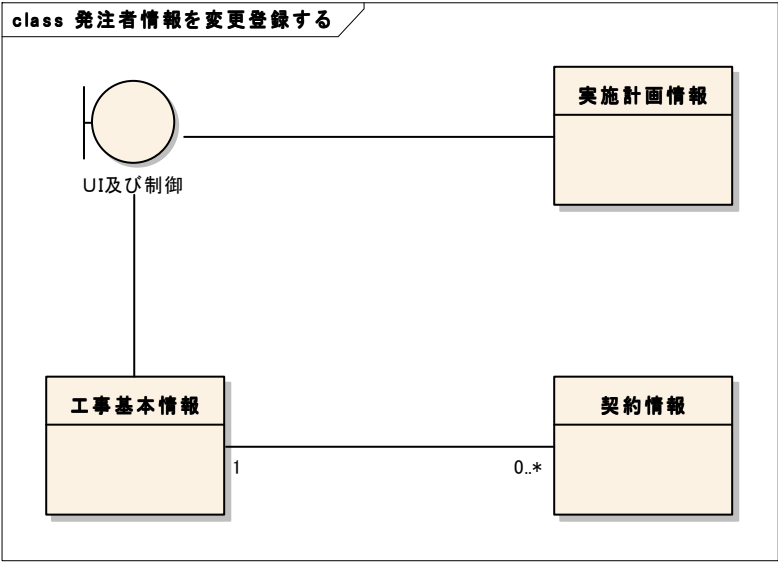 class 発注者情報を変更登録する
実施計画情報
UI及び制御
工事基本情報
契約情報
1
0..*